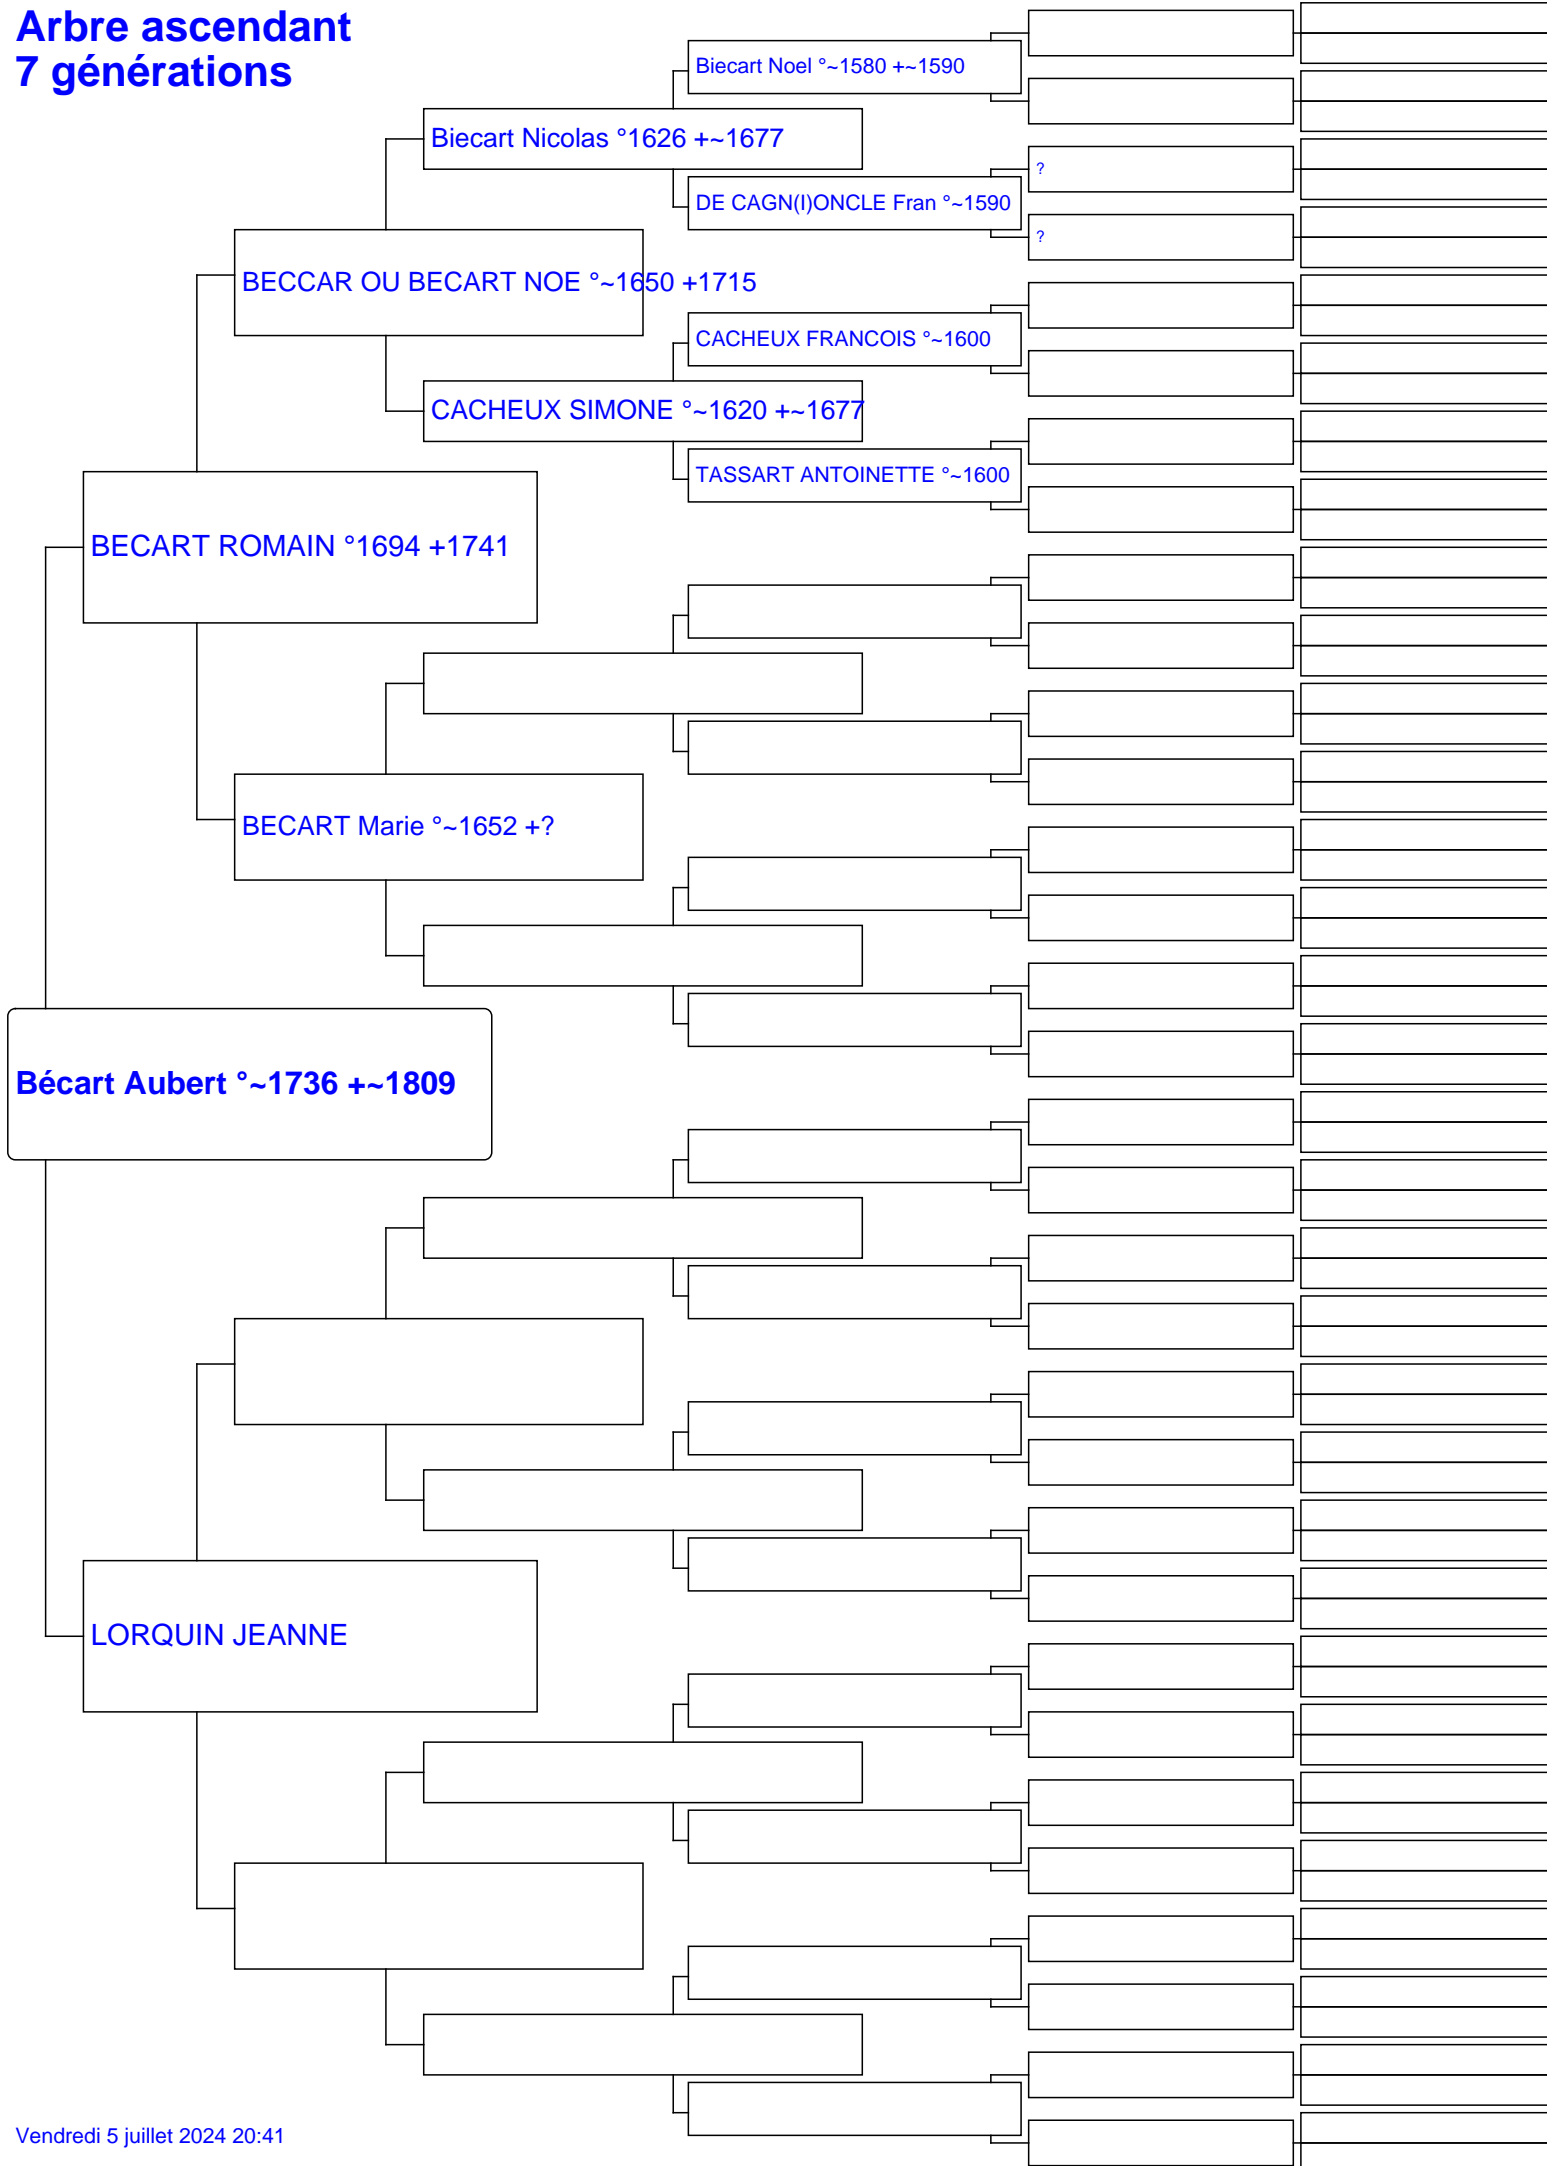 Arbre ascendant
7 générations
Biecart Noel °~1580 +~1590
Biecart Nicolas °1626 +~1677
?
DE CAGN(I)ONCLE Fran °~1590
?
BECCAR OU BECART NOE °~1650 +1715
CACHEUX FRANCOIS °~1600
CACHEUX SIMONE °~1620 +~1677
TASSART ANTOINETTE °~1600
BECART ROMAIN °1694 +1741
BECART Marie °~1652 +?
Bécart Aubert °~1736 +~1809
LORQUIN JEANNE
Vendredi 5 juillet 2024 20:41